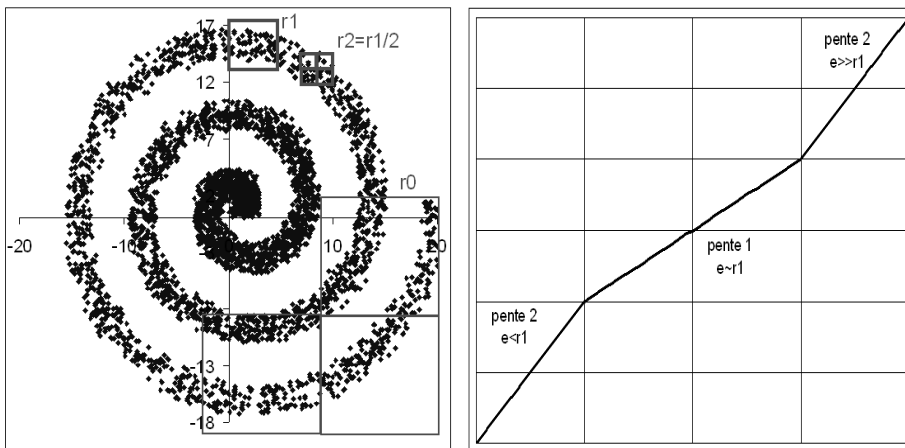 17
r1
r2=r1/2
12
7
r0
-20
-10
10
20
-13
-18
pente 2
e>>r1
pente 1
e~r1
pente 2
e<r1